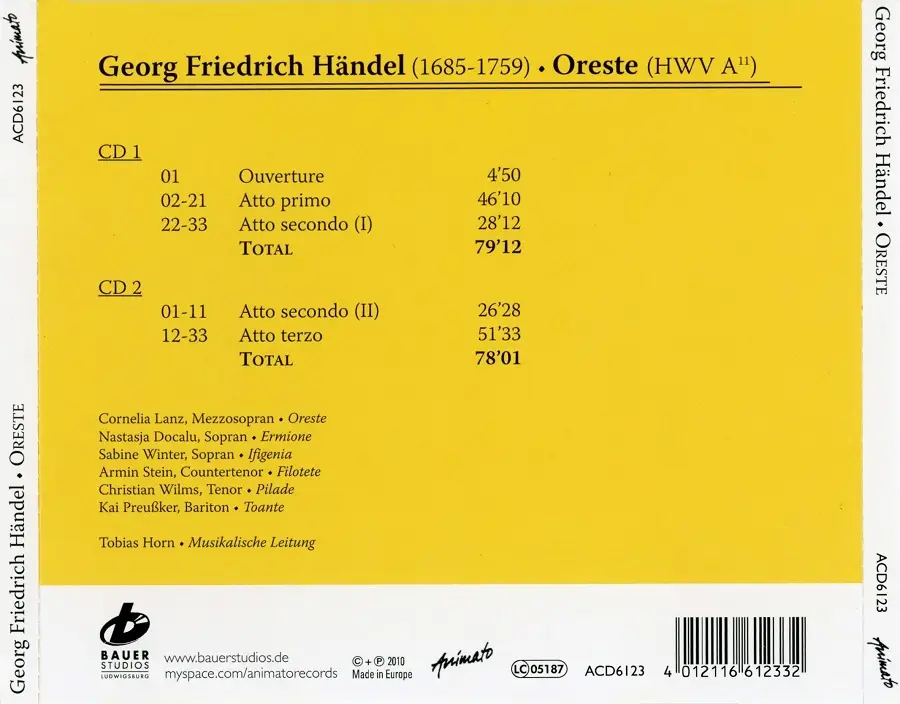 Georg Friedrich Händel (1685-1759) • Oreste (HWV A¹¹)
CD 1
01 Ouverture 4'50
02-21 Atto primo 46'10
22-33 Atto secondo (I) 28'12
TOTAL 79'12
CD 2
01-11 Atto secondo (II) 26'28
12-33 Atto terzo 51'33
TOTAL 78'01
Cornelia Lanz, Mezzosopran • Oreste
Nastasja Docalu, Sopran • Ermione
Sabine Winter, Sopran • Ifigenia
Armin Stein, Countertenor • Filotete
Christian Wilms, Tenor • Pilade
Kai Preußker, Bariton • Toante
Tobias Horn • Musikalische Leitung
b
BAUER
STUDIOS
LUDWIGSBURG
www.bauerstudios.de
myspace.com/animatorecords
© + ℗ 2010
Made in Europe
Animato
LC 05187
ACD6123
4 012116 612332
Georg Friedrich Händel • ORESTE
ACD6123
Animato
Georg Friedrich Händel • ORESTE
ACD6123
Animato